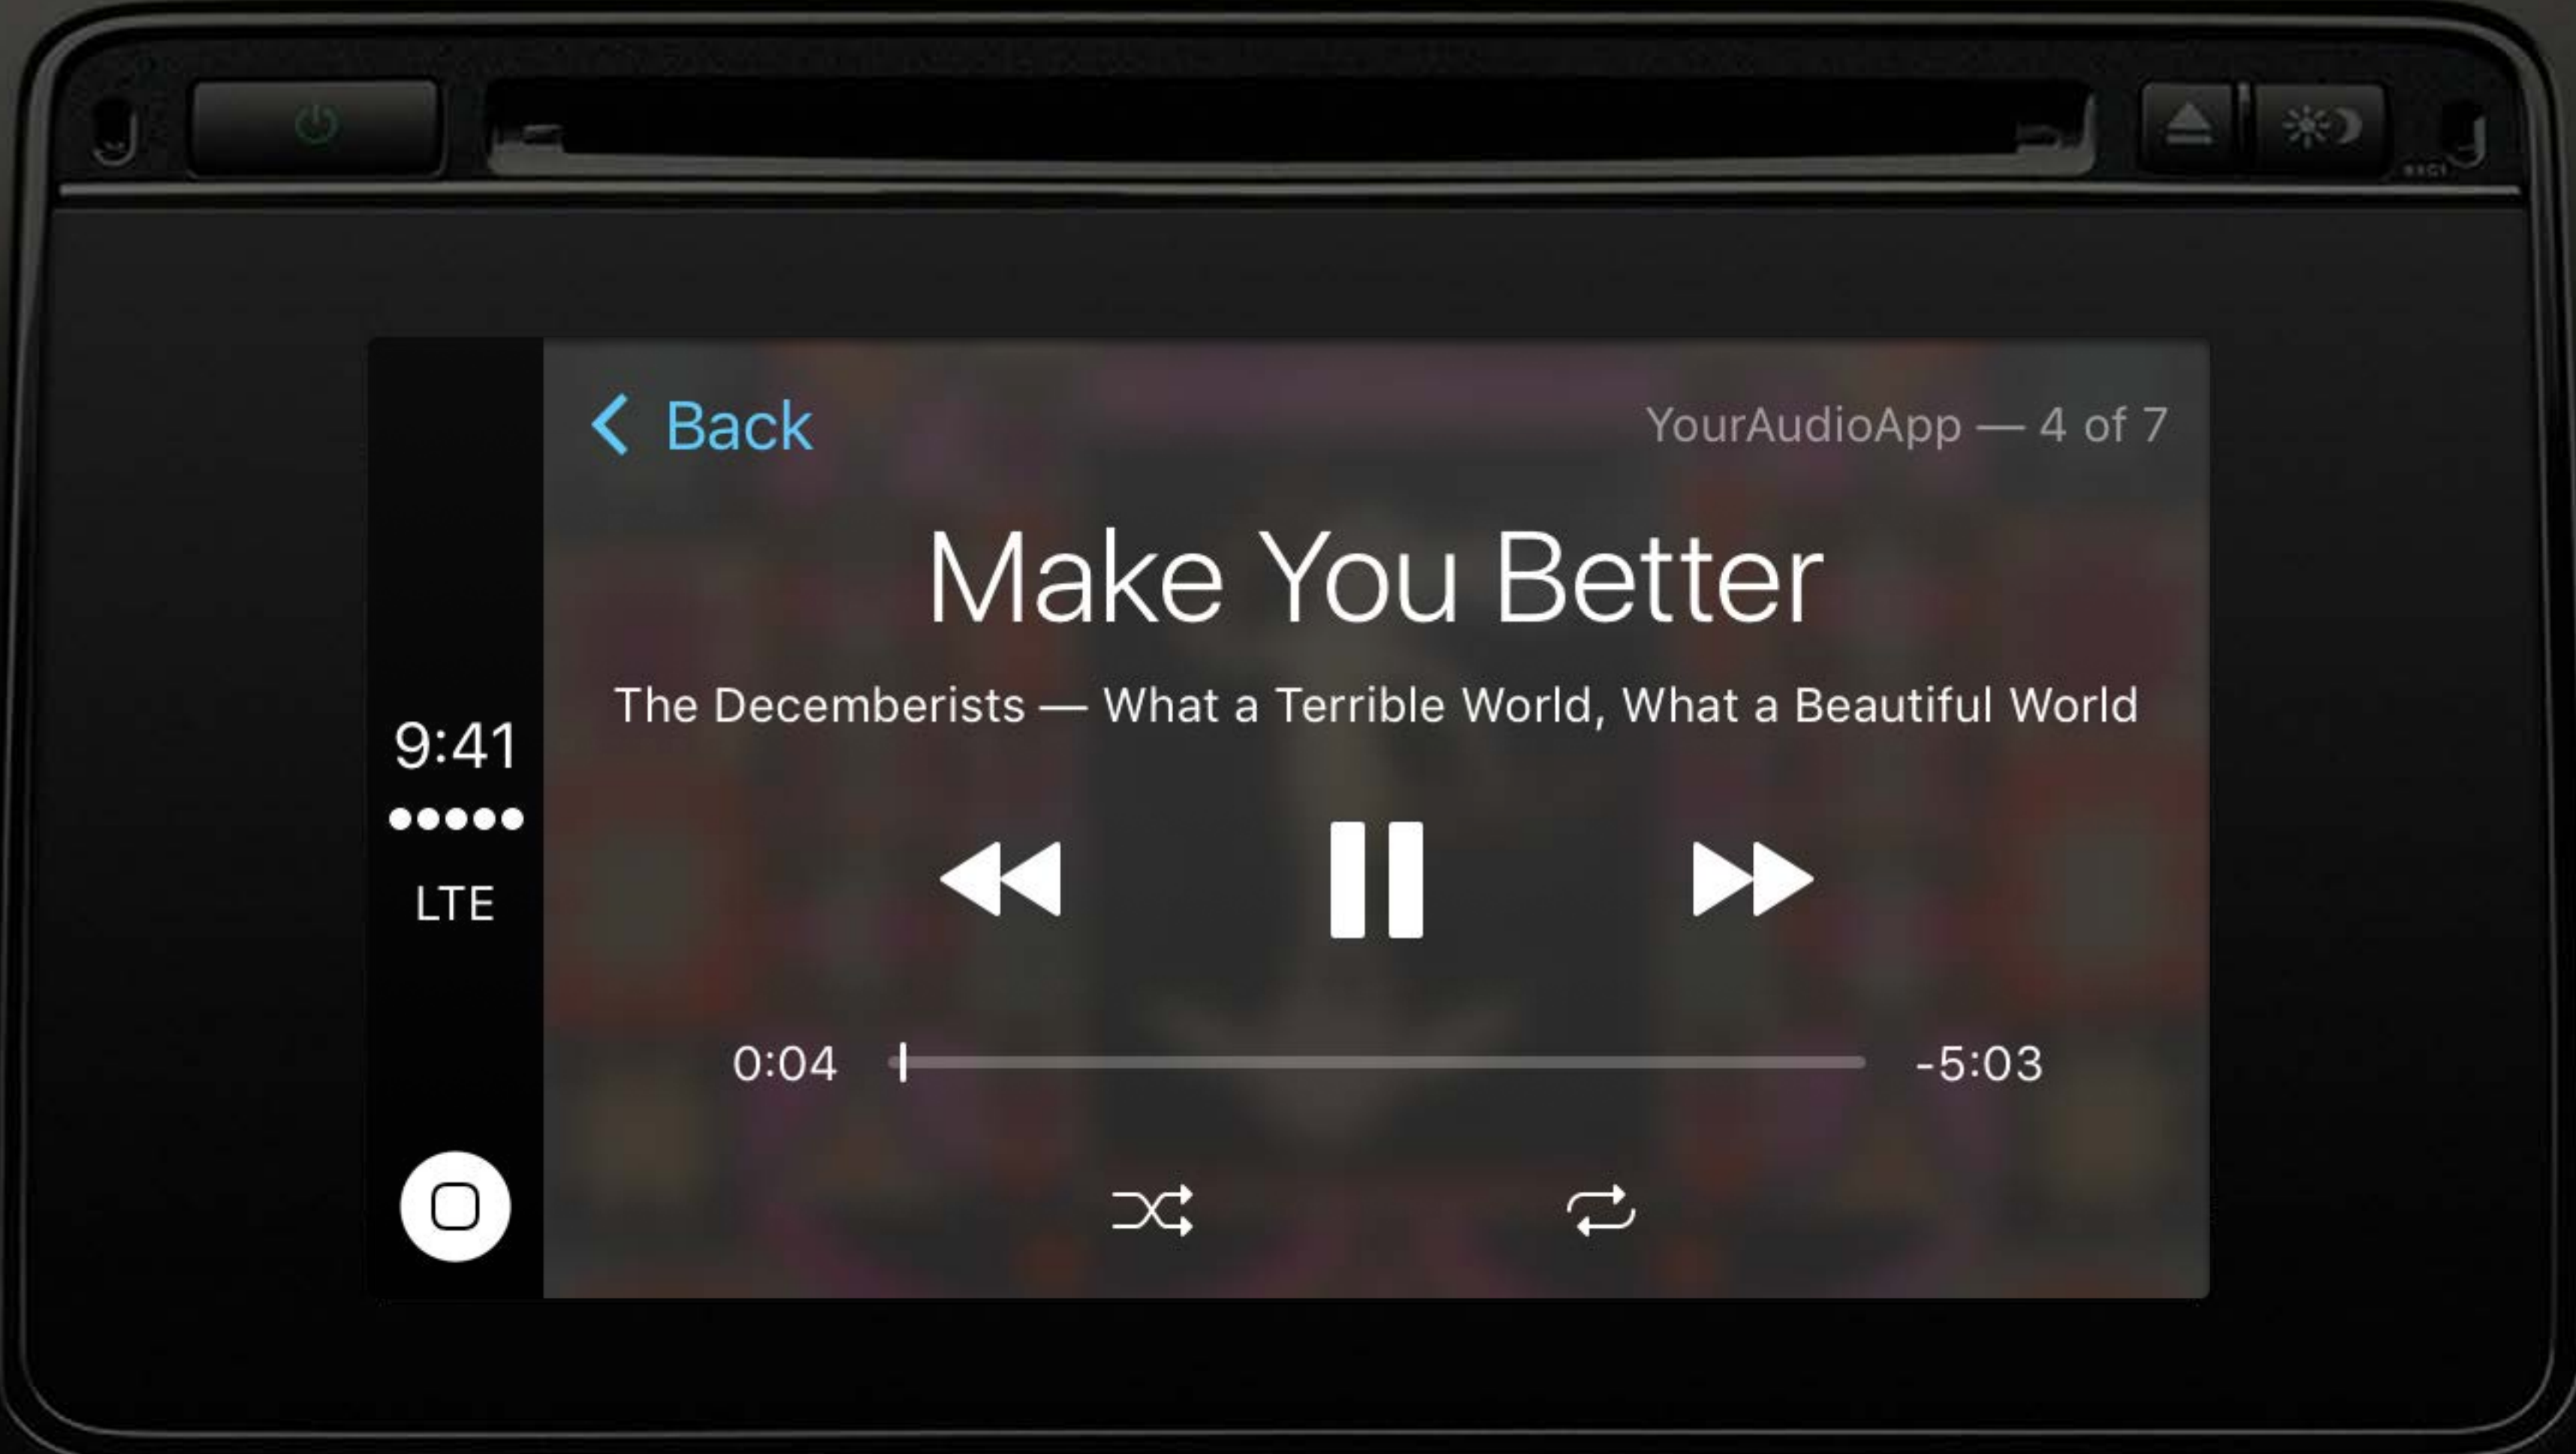 Back
YourAudioApp — 4 of 7
Make You Better
The Decemberists — What a Terrible World, What a Beautiful World
9:41
LTE
0:04
-5:03